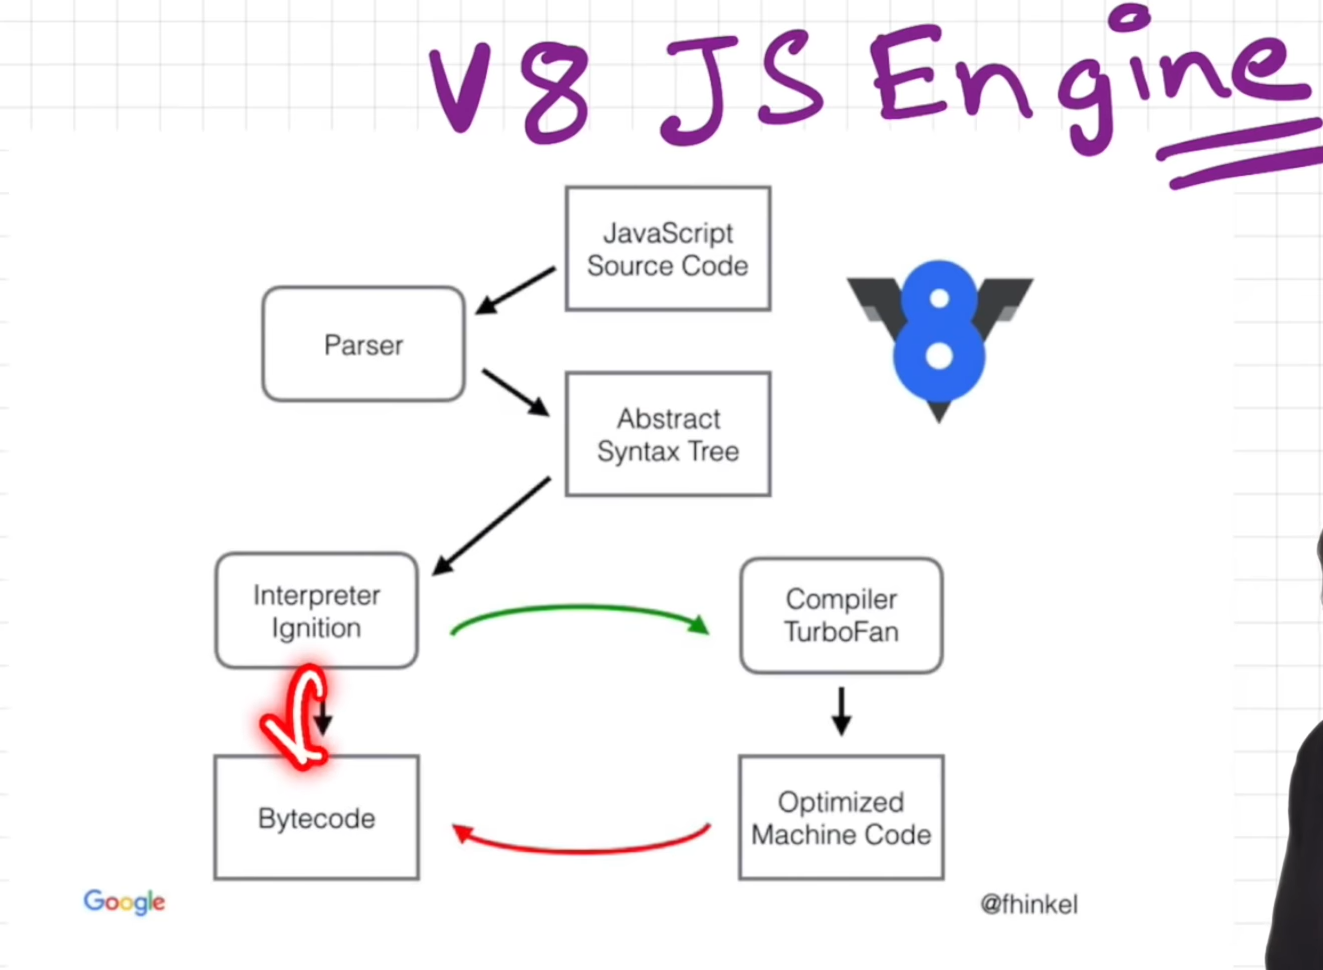 V8 JS Engine
JavaScript
Source Code
Parser
Abstract
Syntax Tree
Interpreter
Ignition
Compiler
TurboFan
Bytecode
Optimized
Machine Code
Google
@fhinkel